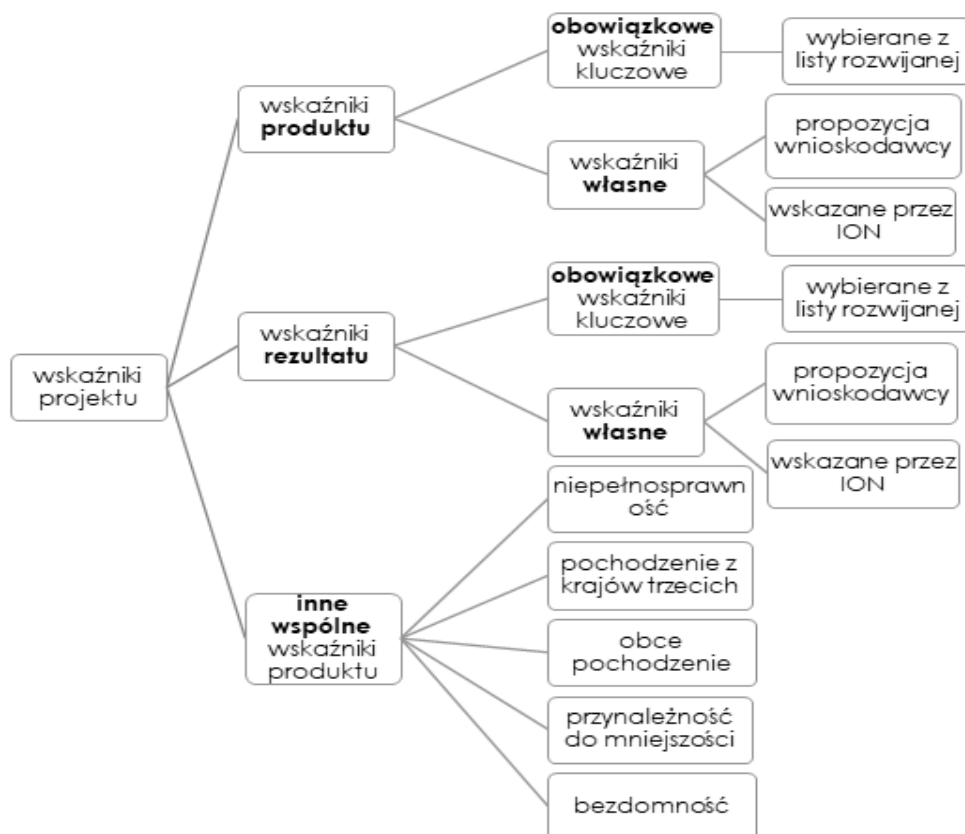 wskaźniki
projektu
wskaźniki
produktu
obowiązkowe
wskaźniki
kluczowe
wybierane z
listy rozwijanej
wskaźniki
własne
propozycja
wnioskodawcy
wskazane przez
ION
wskaźniki
rezultatu
obowiązkowe
wskaźniki
kluczowe
wybierane z
listy rozwijanej
wskaźniki
własne
propozycja
wnioskodawcy
wskazane przez
ION
inne
wspólne
wskaźniki
produktu
niepełnosprawn
ość
pochodzenie z
krajów trzecich
obce
pochodzenie
przynależność
do mniejszości
bezdomność